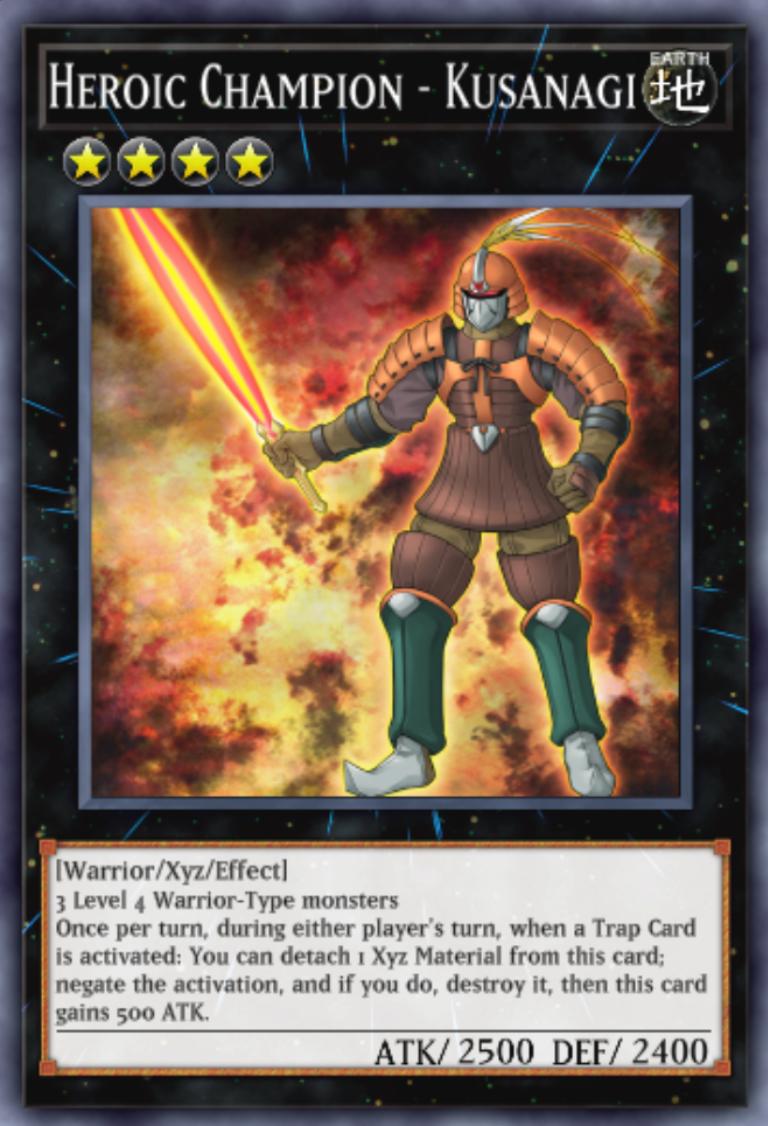 Heroic Champion - Kusanagi
EARTH
地
[Warrior/Xyz/Effect]
3 Level 4 Warrior-Type monsters
Once per turn, during either player's turn, when a Trap Card
is activated: You can detach 1 Xyz Material from this card;
negate the activation, and if you do, destroy it, then this card
gains 500 ATK.
ATK/ 2500 DEF/ 2400